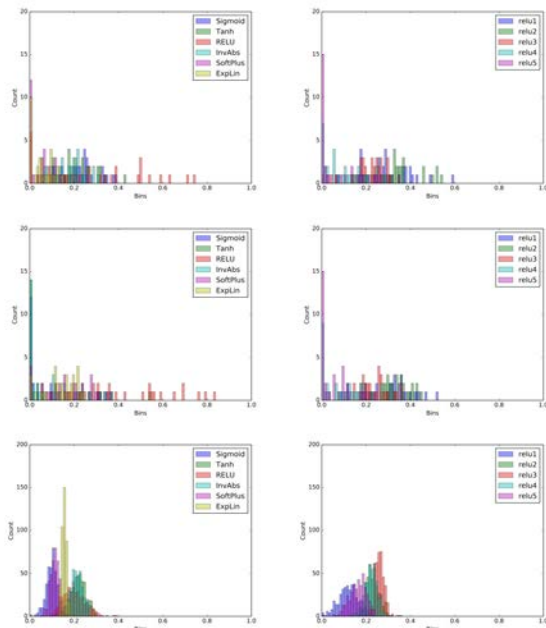 20
15
10
5
0
Count
0.0 0.2 0.4 0.6 0.8 1.0
Bins
Sigmoid
Tanh
RELU
InvAbs
SoftPlus
ExpLin
20
15
10
5
0
Count
0.0 0.2 0.4 0.6 0.8 1.0
Bins
relu1
relu2
relu3
relu4
relu5
20
15
10
5
0
Count
0.0 0.2 0.4 0.6 0.8 1.0
Bins
Sigmoid
Tanh
RELU
InvAbs
SoftPlus
ExpLin
20
15
10
5
0
Count
0.0 0.2 0.4 0.6 0.8 1.0
Bins
relu1
relu2
relu3
relu4
relu5
200
150
100
50
0
Count
0.0 0.2 0.4 0.6 0.8 1.0
Bins
Sigmoid
Tanh
RELU
InvAbs
SoftPlus
ExpLin
200
150
100
50
0
Count
0.0 0.2 0.4 0.6 0.8 1.0
Bins
relu1
relu2
relu3
relu4
relu5